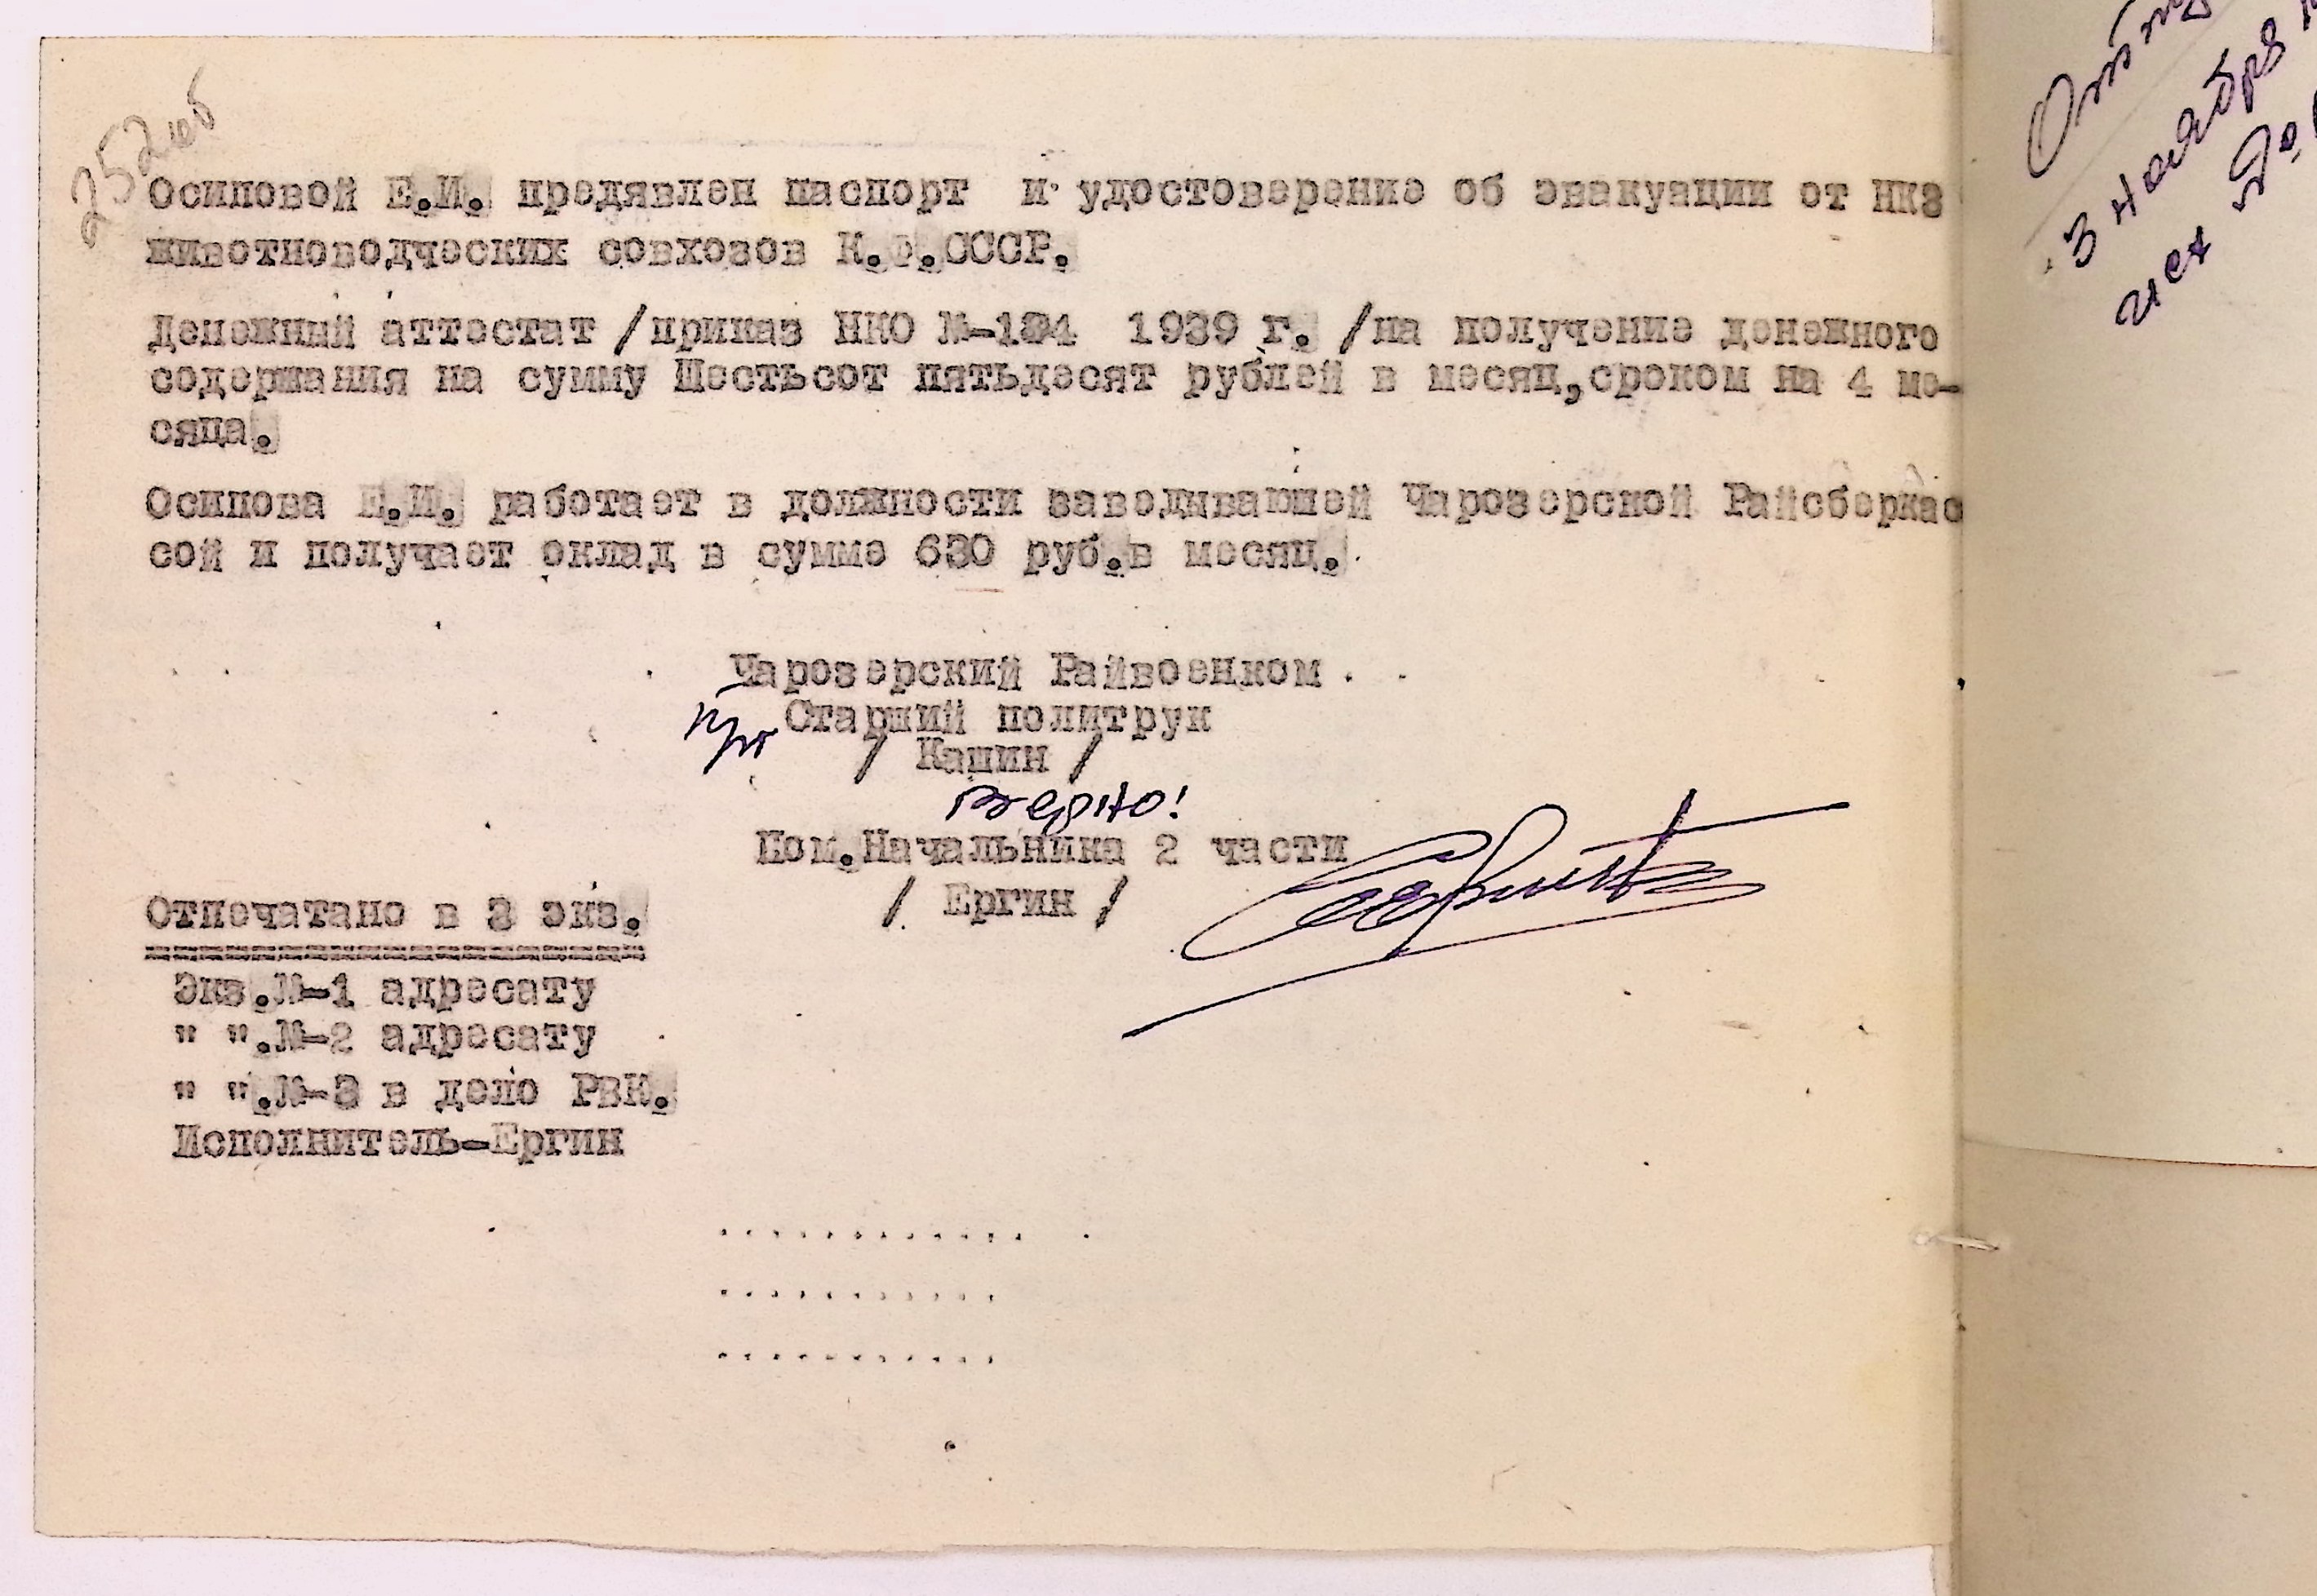 252об
Осиповой Е.И. предявлен паспорт и удостоверение об эвакуации от НКЗ
животноводческих совхозов К.Ф.СССР.
Денежный аттестат /приказ НКО №-184 1939 г. /на получение денежного
содержания на сумму Шестьсот пятьдесят рублей в месяц,сроком на 4 ме-
сяца.
Осипова Е.И. работает в должности заведывающей Чарозерской Райсберкас
сой и получает оклад в сумме 630 руб.в месяц.
Чарозерский Райвоенком
Старший политрук
/ Кашин /
Верно!
Пом.Начальника 2 части
/ Ергин /
Отпечатано в 3 экз.
===================
Экз.№-1 адресату
" ".№-2 адресату
" ".№-3 в дело РВК.
Исполнитель-Ергин
3 ноября
исх